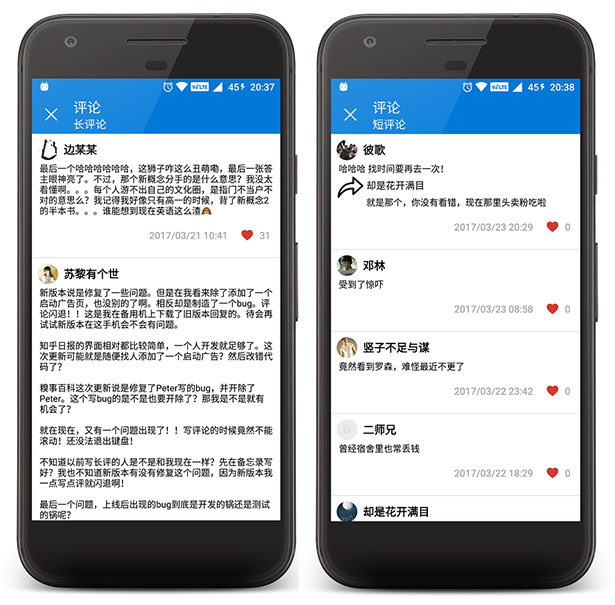 45 20:37
评论
长评论
边某某
最后一个哈哈哈哈哈哈，这狮子咋这么丑萌嘞，最后一张答
主眼神亮了。不过，那个新概念分手的是什么意思？我没太
看懂啊。。。每个人游不出自己的文化圈，是指门不当户不
对的意思么？我记得我好像只有高一的时候，背了新概念2
的半本书。。。谁能想到现在英语这么渣🙈
2017/03/21 10:41 31
苏黎有个世
新版本说是修复了一些问题。但是在我看来除了添加了一个
启动广告页，也没别的了啊。相反却是制造了一个bug。评
论闪退！！这是我在备用机上下载了旧版本回复的。待会再
试试新版本在这手机会不会有问题。
知乎日报的界面相对都比较简单，一个人开发就足够了。这
次更新可能就是随便找人添加了一个启动广告？然后改错代
码了？
糗事百科这次更新说是修复了Peter写的bug，并开除了
Peter。这个写bug的是不是也要开除了？那我是不是就有
机会了？
就在现在，又有一个问题出现了！！写评论的时候竟然不能
滚动！还没法退出键盘！
不知道以前写长评的人是不是和我现在一样？先在备忘录写
好？我也不知道新版本有没有修复这个问题，因为新版本我
一点写点评就闪退啊！
最后一个问题，上线后出现的bug到底是开发的锅还是测试
的锅呢？
45 20:38
评论
短评论
彼歌
哈哈哈 找时间要再去一次！
却是花开满目
就是那个，你没有看错，现在那里头卖粉吃啦
2017/03/23 20:29 0
邓林
受到了惊吓
2017/03/23 08:58 0
竖子不足与谋
竟然看到罗森，难怪最近不更了
2017/03/22 23:42 0
二师兄
曾经宿舍里也常丢钱
2017/03/22 18:29 0
却是花开满目